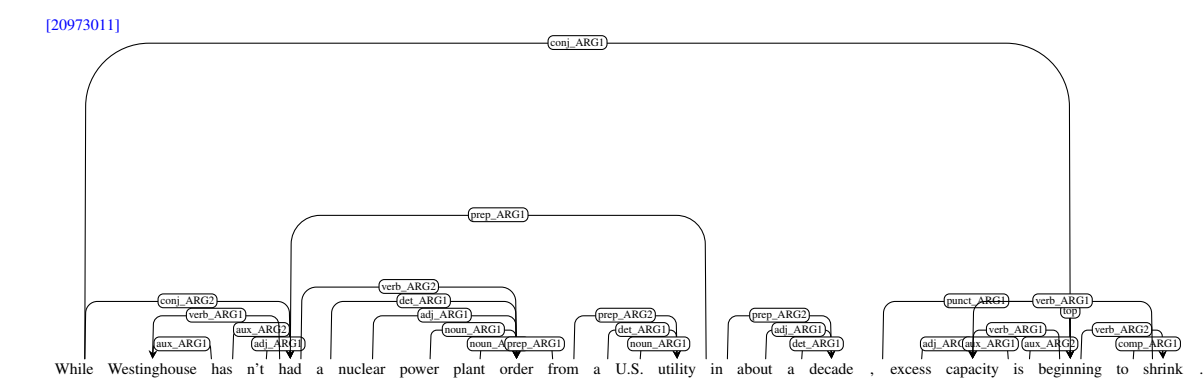 [20973011]
conj_ARG1
prep_ARG1
verb_ARG2
conj_ARG2 det_ARG1 punct_ARG1 verb_ARG1
verb_ARG1 adj_ARG1 prep_ARG2 prep_ARG2 top
aux_ARG2 noun_ARG1 det_ARG1 adj_ARG1 verb_ARG1 verb_ARG2
aux_ARG1 adj_ARG1 prep_ARG1 noun_ARG1 det_ARG1 aux_ARG1 aux_ARG2 comp_ARG1
While Westinghouse has n't had a nuclear power plant order from a U.S. utility in about a decade , excess capacity is beginning to shrink .